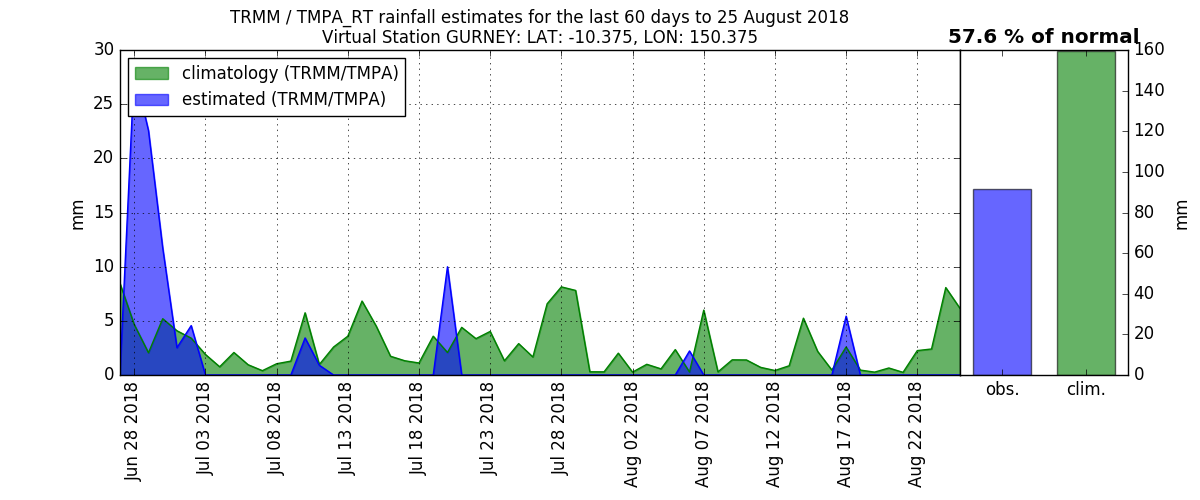 TRMM / TMPA_RT rainfall estimates for the last 60 days to 25 August 2018
Virtual Station GURNEY: LAT: -10.375, LON: 150.375
57.6 % of normal
climatology (TRMM/TMPA)
estimated (TRMM/TMPA)
30
25
20
15
10
5
0
mm
Jun 28 2018
Jul 03 2018
Jul 08 2018
Jul 13 2018
Jul 18 2018
Jul 23 2018
Jul 28 2018
Aug 02 2018
Aug 07 2018
Aug 12 2018
Aug 17 2018
Aug 22 2018
obs.
clim.
160
140
120
100
80
60
40
20
0
mm